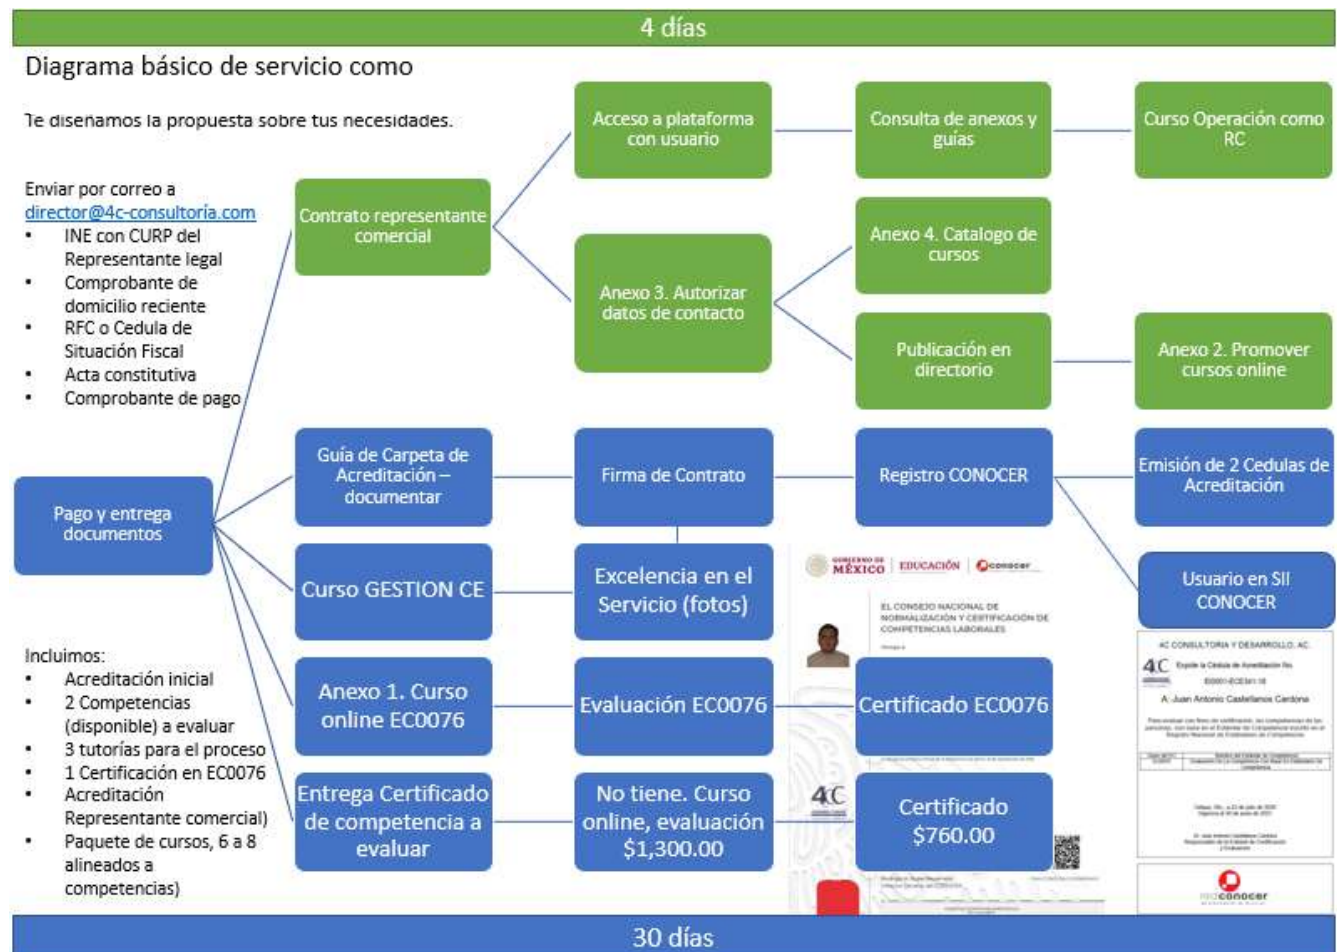 4 días
Diagrama básico de servicio como
Te diseñamos la propuesta sobre tus necesidades.
Enviar por correo a
director@4c-consultoría.com
• INE con CURP del
Representante legal
• Comprobante de
domicilio reciente
• RFC o Cedula de
Situación Fiscal
• Acta constitutiva
• Comprobante de pago
Contrato representante
comercial
Acceso a plataforma
con usuario
Consulta de anexos y
guías
Curso Operación como
RC
Anexo 3. Autorizar
datos de contacto
Anexo 4. Catalogo de
cursos
Publicación en
directorio
Anexo 2. Promover
cursos online
Pago y entrega
documentos
Guía de Carpeta de
Acreditación –
documentar
Firma de Contrato
Registro CONOCER
Emisión de 2 Cedulas de
Acreditación
Usuario en SII
CONOCER
Curso GESTION CE
Excelencia en el
Servicio (fotos)
Anexo 1. Curso
online EC0076
Evaluación EC0076
Certificado EC0076
Entrega Certificado
de competencia a
evaluar
No tiene. Curso
online, evaluación
$1,300.00
Certificado
$760.00
Incluimos:
• Acreditación inicial
• 2 Competencias
(disponible) a evaluar
• 3 tutorías para el proceso
• 1 Certificación en EC0076
• Acreditación
Representante comercial)
• Paquete de cursos, 6 a 8
alineados a
competencias)
GOBIERNO DE
MÉXICO
EDUCACIÓN
conocer
EL CONSEJO NACIONAL DE
NORMALIZACIÓN Y CERTIFICACIÓN DE
COMPETENCIAS LABORALES
4C
4C CONSULTORIA Y DESARROLLO, AC.
4C
Expide la Cédula de Acreditación No.
A: Juan Antonio Castellanos Cardona
red conocer
30 días